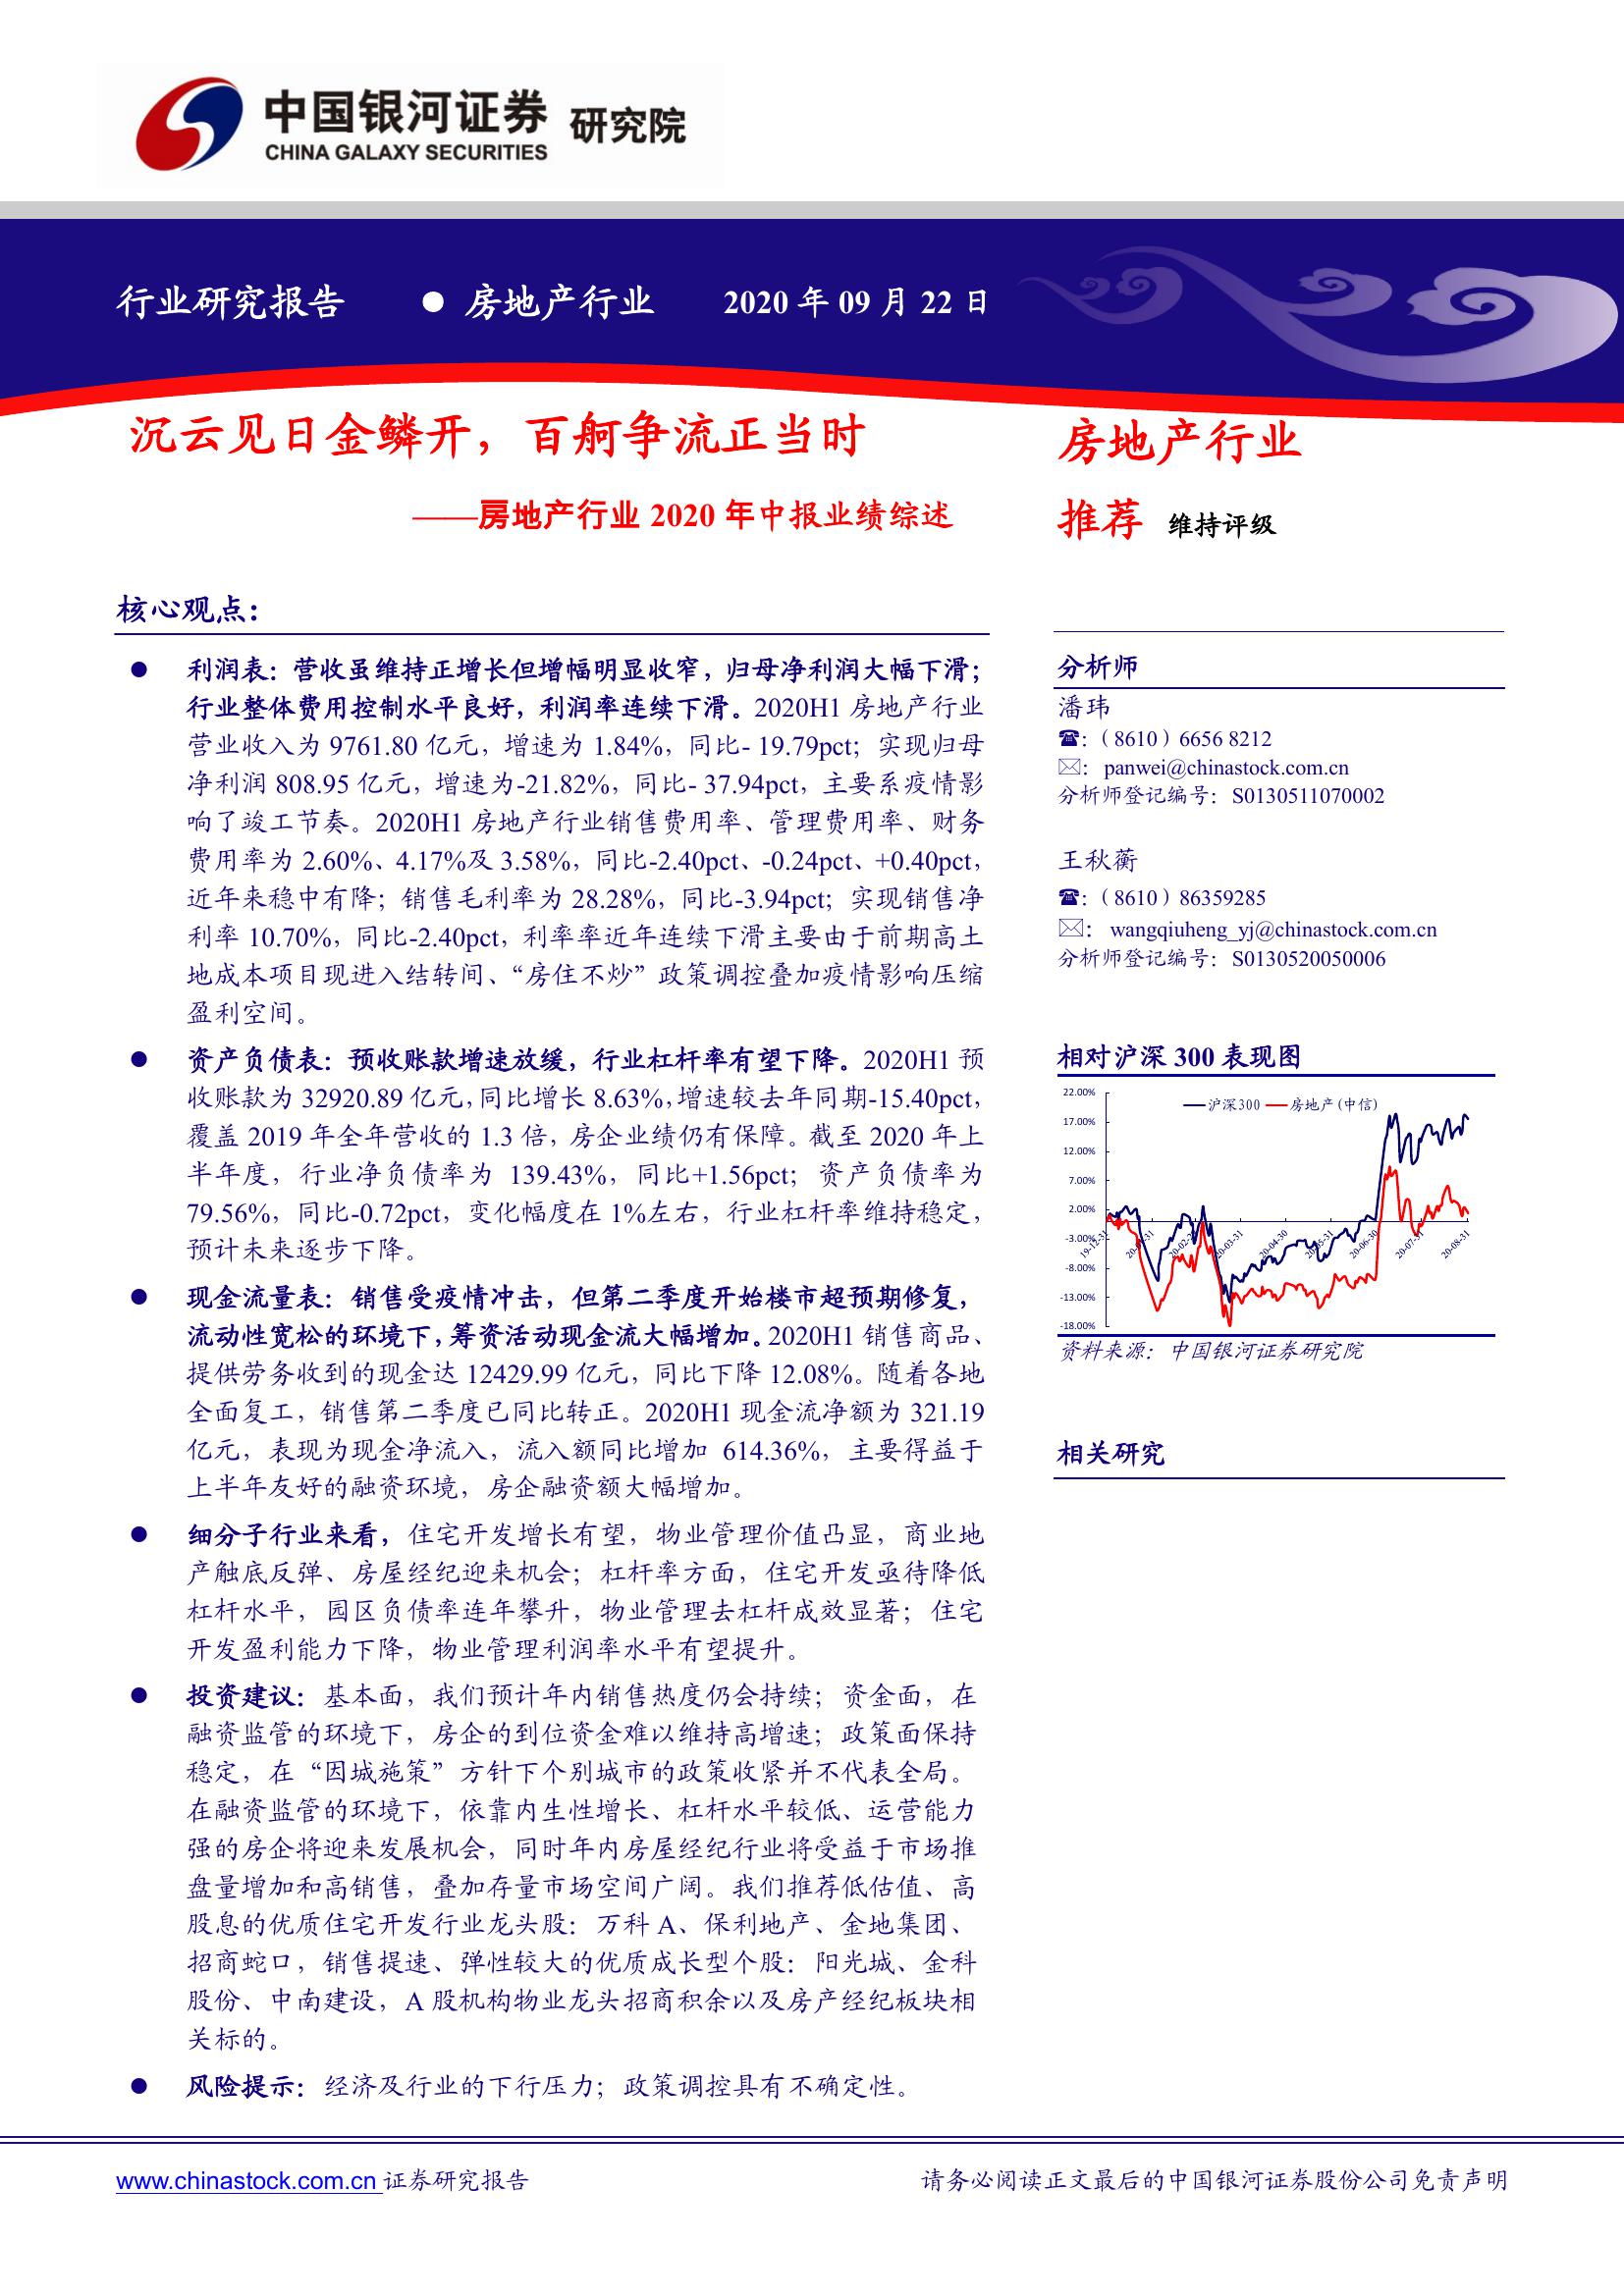 中国银河证券 研究院
CHINA GALAXY SECURITIES
行业研究报告 ● 房地产行业 2020 年 09 月 22 日
沉云见日金鳞开，百舸争流正当时
——房地产行业 2020 年中报业绩综述
核心观点：
● 利润表：营收虽维持正增长但增幅明显收窄，归母净利润大幅下滑；
行业整体费用控制水平良好，利润率连续下滑。2020H1 房地产行业
营业收入为 9761.80 亿元，增速为 1.84%，同比- 19.79pct；实现归母
净利润 808.95 亿元，增速为-21.82%，同比- 37.94pct，主要系疫情影
响了竣工节奏。2020H1 房地产行业销售费用率、管理费用率、财务
费用率为 2.60%、4.17%及 3.58%，同比-2.40pct、-0.24pct、+0.40pct，
近年来稳中有降；销售毛利率为 28.28%，同比-3.94pct；实现销售净
利率 10.70%，同比-2.40pct，利率率近年连续下滑主要由于前期高土
地成本项目现进入结转间、“房住不炒”政策调控叠加疫情影响压缩
盈利空间。
● 资产负债表：预收账款增速放缓，行业杠杆率有望下降。2020H1 预
收账款为 32920.89 亿元，同比增长 8.63%，增速较去年同期-15.40pct，
覆盖 2019 年全年营收的 1.3 倍，房企业绩仍有保障。截至 2020 年上
半年度，行业净负债率为 139.43%，同比+1.56pct；资产负债率为
79.56%，同比-0.72pct，变化幅度在 1%左右，行业杠杆率维持稳定，
预计未来逐步下降。
● 现金流量表：销售受疫情冲击，但第二季度开始楼市超预期修复，
流动性宽松的环境下，筹资活动现金流大幅增加。2020H1 销售商品、
提供劳务收到的现金达 12429.99 亿元，同比下降 12.08%。随着各地
全面复工，销售第二季度已同比转正。2020H1 现金流净额为 321.19
亿元，表现为现金净流入，流入额同比增加 614.36%，主要得益于
上半年友好的融资环境，房企融资额大幅增加。
● 细分子行业来看，住宅开发增长有望，物业管理价值凸显，商业地
产触底反弹、房屋经纪迎来机会；杠杆率方面，住宅开发亟待降低
杠杆水平，园区负债率连年攀升，物业管理去杠杆成效显著；住宅
开发盈利能力下降，物业管理利润率水平有望提升。
● 投资建议：基本面，我们预计年内销售热度仍会持续；资金面，在
融资监管的环境下，房企的到位资金难以维持高增速；政策面保持
稳定，在“因城施策”方针下个别城市的政策收紧并不代表全局。
在融资监管的环境下，依靠内生性增长、杠杆水平较低、运营能力
强的房企将迎来发展机会，同时年内房屋经纪行业将受益于市场推
盘量增加和高销售，叠加存量市场空间广阔。我们推荐低估值、高
股息的优质住宅开发行业龙头股：万科 A、保利地产、金地集团、
招商蛇口，销售提速、弹性较大的优质成长型个股：阳光城、金科
股份、中南建设，A 股机构物业龙头招商积余以及房产经纪板块相
关标的。
● 风险提示：经济及行业的下行压力；政策调控具有不确定性。
房地产行业
推荐 维持评级
分析师
潘玮
☎:（8610）6656 8212
✉: panwei@chinastock.com.cn
分析师登记编号：S0130511070002
王秋蘅
☎:（8610）86359285
✉: wangqiuheng_yj@chinastock.com.cn
分析师登记编号：S0130520050006
相对沪深 300 表现图
沪深300 房地产(中信)
22.00%
17.00%
12.00%
7.00%
2.00%
-3.00%
-8.00%
-13.00%
-18.00%
19-12-31 20-01-31 20-02-29 20-03-31 20-04-30 20-05-31 20-06-30 20-07-31 20-08-31
资料来源：中国银河证券研究院
相关研究
www.chinastock.com.cn 证券研究报告
请务必阅读正文最后的中国银河证券股份公司免责声明